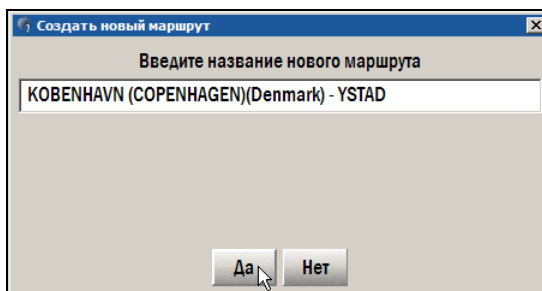 Создать новый маршрут
Введите название нового маршрута
KOBENHAVN (COPENHAGEN)(Denmark) - YSTAD
Да Нет